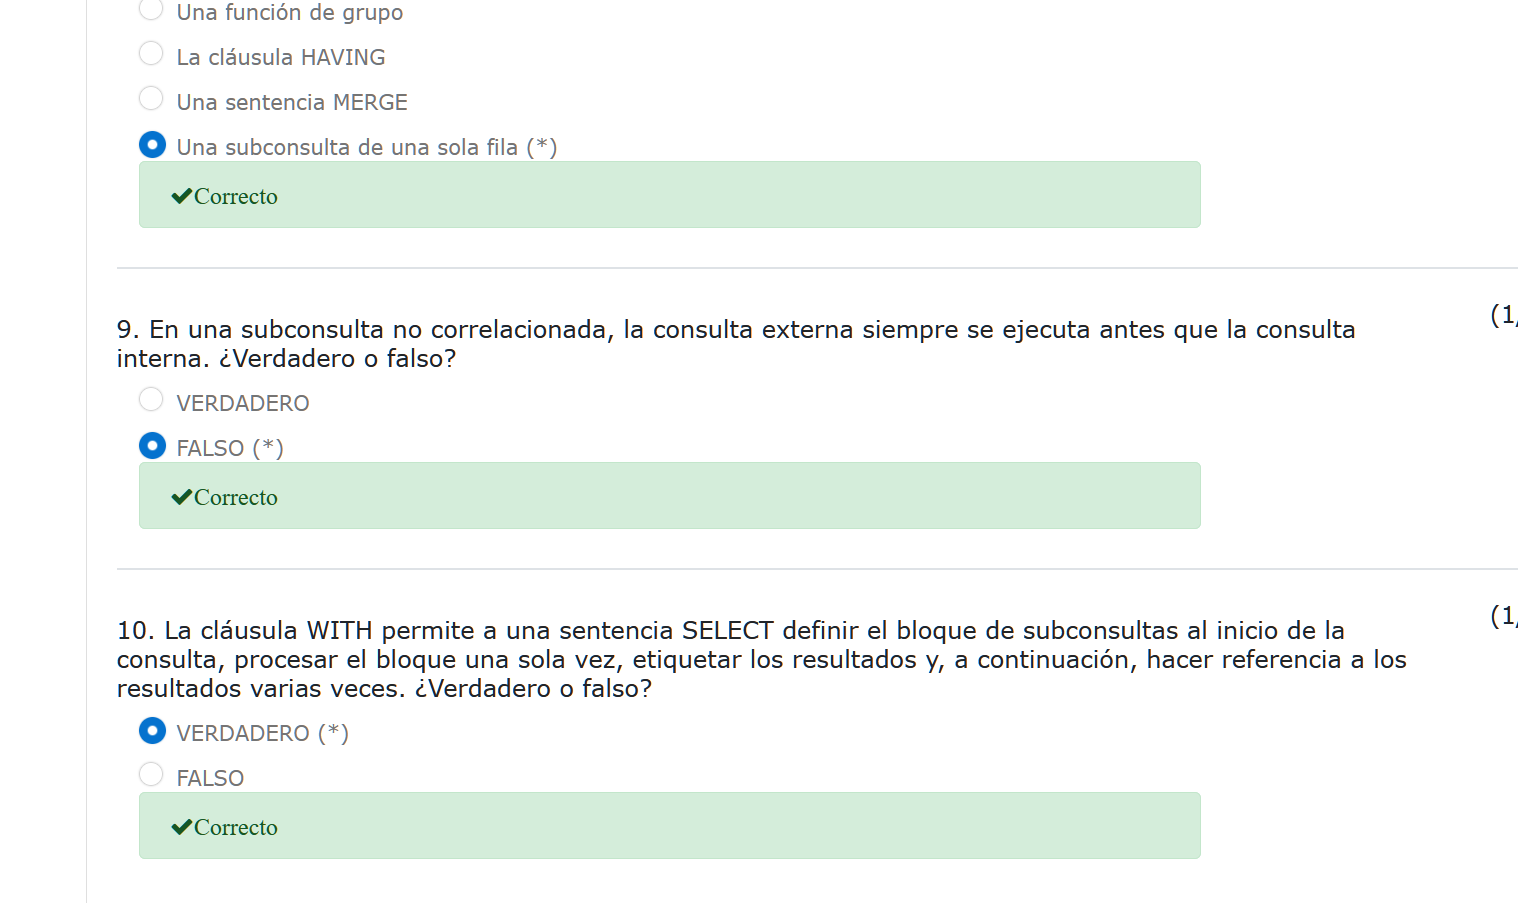 Una función de grupo
La cláusula HAVING
Una sentencia MERGE
Una subconsulta de una sola fila (*)
Correcto
(1,
9. En una subconsulta no correlacionada, la consulta externa siempre se ejecuta antes que la consulta
interna. ¿Verdadero o falso?
VERDADERO
FALSO (*)
Correcto
(1,
10. La cláusula WITH permite a una sentencia SELECT definir el bloque de subconsultas al inicio de la
consulta, procesar el bloque una sola vez, etiquetar los resultados y, a continuación, hacer referencia a los
resultados varias veces. ¿Verdadero o falso?
VERDADERO (*)
FALSO
Correcto